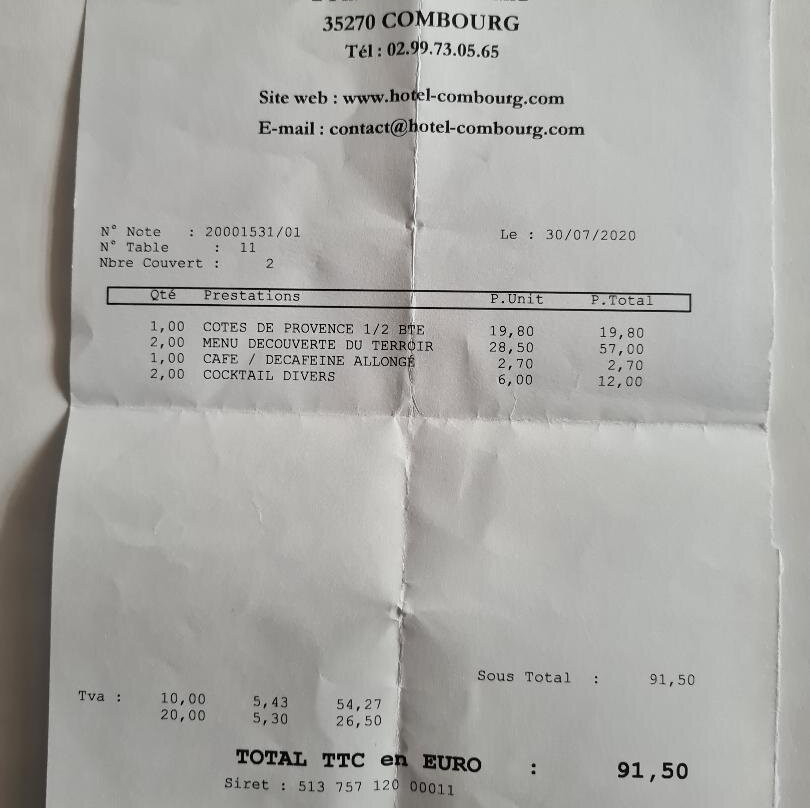 35270 COMBOURG
Tél : 02.99.73.05.65
Site web : www.hotel-combourg.com
E-mail : contact@hotel-combourg.com
N° Note : 20001531/01 Le : 30/07/2020
N° Table : 11
Nbre Couvert : 2
Qté Prestations P.Unit P.Total
1,00 COTES DE PROVENCE 1/2 BTE 19,80 19,80
2,00 MENU DECOUVERTE DU TERROIR 28,50 57,00
1,00 CAFE / DECAFEINE ALLONGÉ 2,70 2,70
2,00 COCKTAIL DIVERS 6,00 12,00
Sous Total : 91,50
Tva : 10,00 5,43 54,27
20,00 5,30 26,50
TOTAL TTC en EURO : 91,50
Siret : 513 757 120 00011